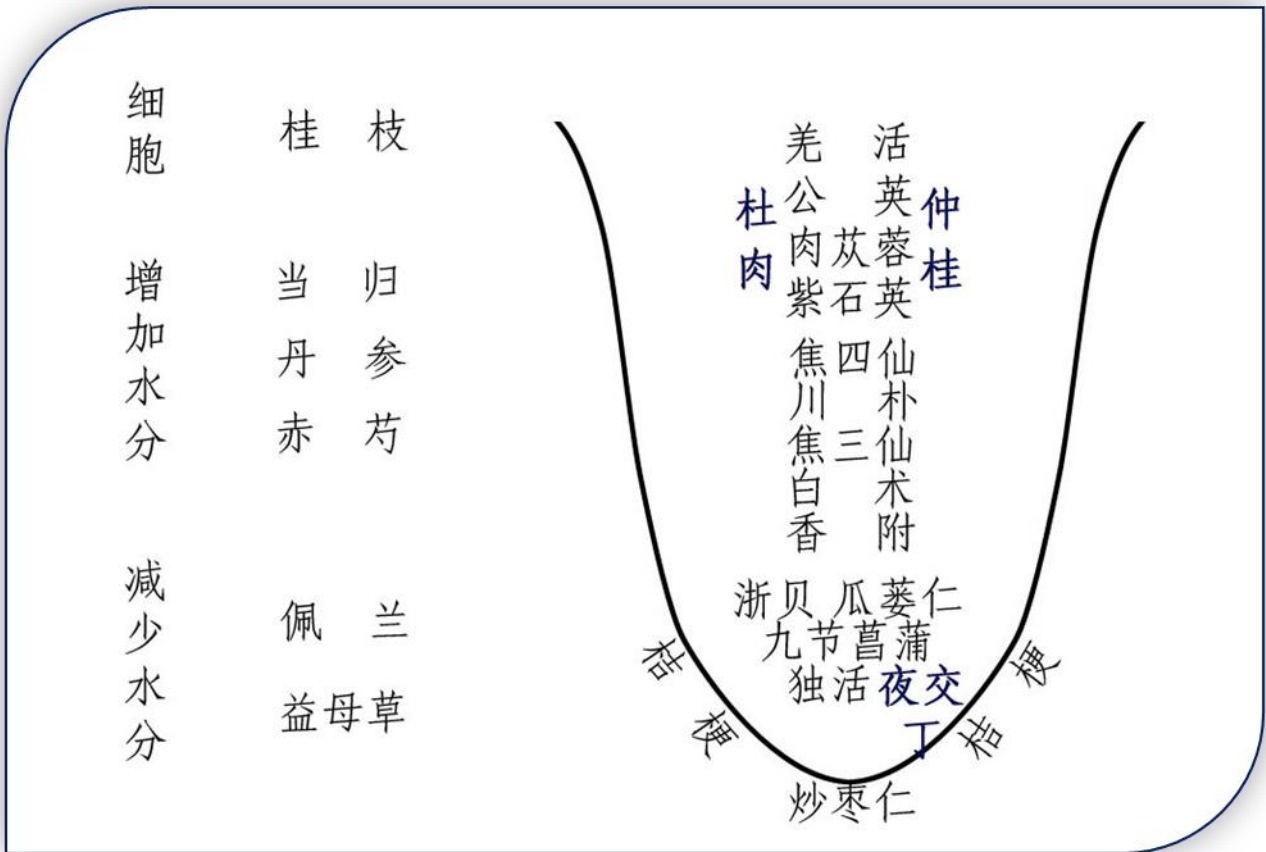 细胞
桂枝
增加水分
当归
丹参
赤芍
减少水分
佩兰
益母草
羌活
公英
杜仲
肉苁蓉
肉桂
紫石英
焦四仙
川朴
焦三仙
白术
香附
浙贝 瓜蒌仁
九节菖蒲
独活 夜交
丁
桔梗
桔梗
炒枣仁